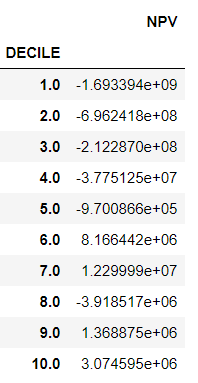 NPV
DECILE
1.0 -1.693394e+09
2.0 -6.962418e+08
3.0 -2.122870e+08
4.0 -3.775125e+07
5.0 -9.700866e+05
6.0 8.166442e+06
7.0 1.229999e+07
8.0 -3.918517e+06
9.0 1.368875e+06
10.0 3.074595e+06